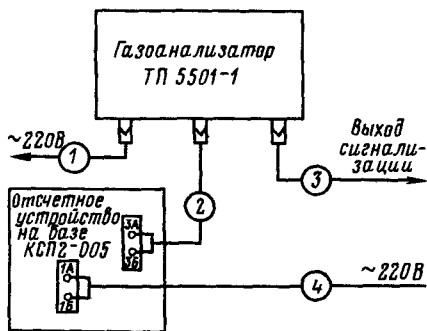 Газоанализатор
ТП 5501-1
~220В
1
2
3
Выход
сигнали-
зации
Отсчетное
устройство
на базе
КСП2-005
3А
3Б
1А
1Б
4
~220В